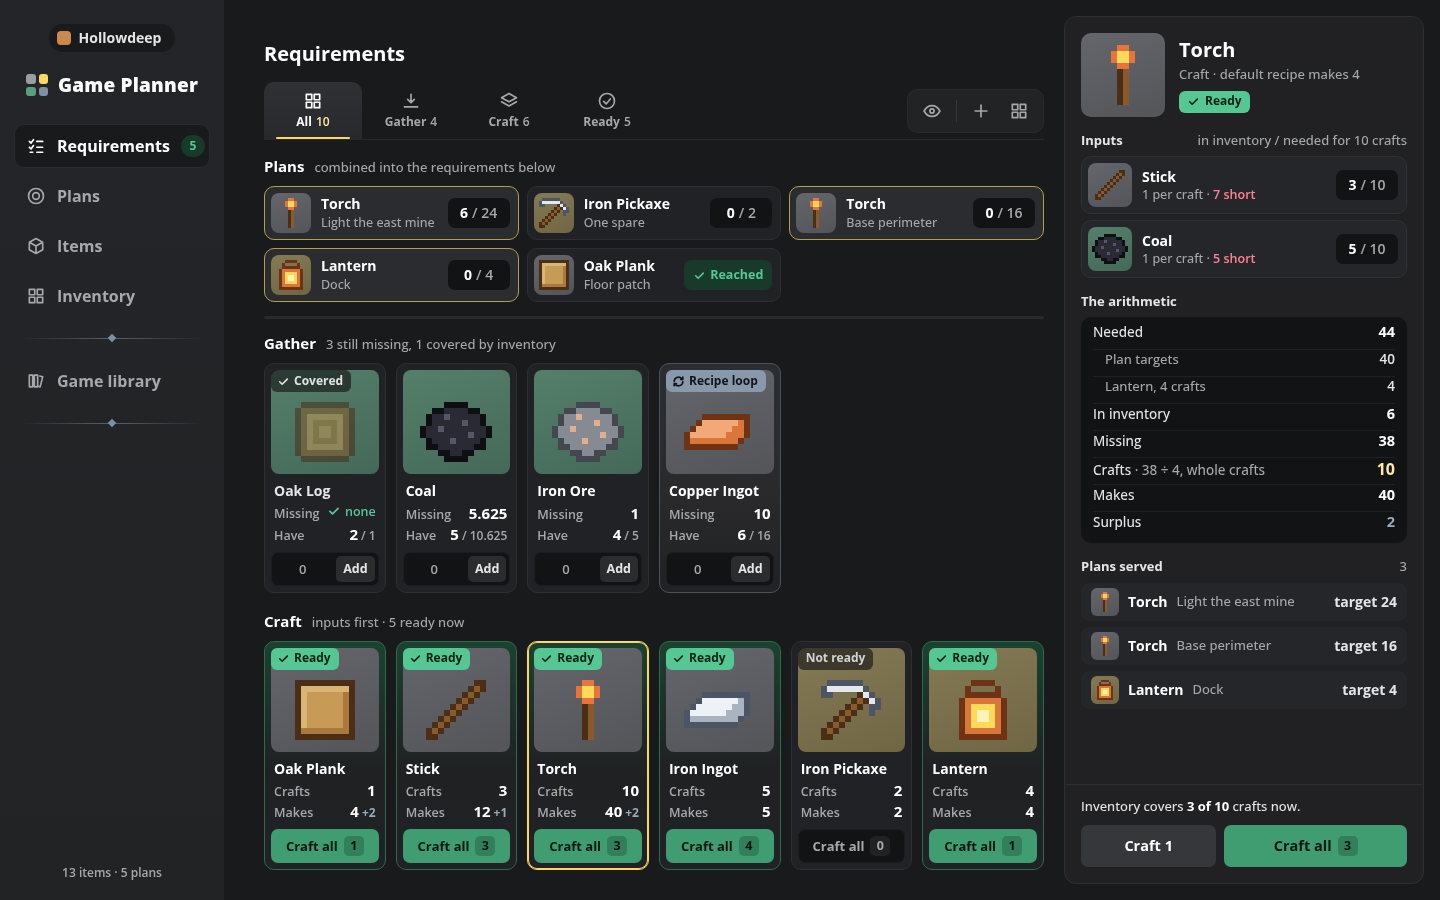 Hollowdeep
Game Planner
Requirements 5
Plans
Items
Inventory
Game library
13 items · 5 plans
Requirements
All 10
Gather 4
Craft 6
Ready 5
Plans combined into the requirements below
Torch
Light the east mine
6 / 24
Iron Pickaxe
One spare
0 / 2
Torch
Base perimeter
0 / 16
Lantern
Dock
0 / 4
Oak Plank
Floor patch
Reached
Gather 3 still missing, 1 covered by inventory
Covered
Oak Log
Missing none
Have 2 / 1
0 Add
Coal
Missing 5.625
Have 5 / 10.625
0 Add
Iron Ore
Missing 1
Have 4 / 5
0 Add
Recipe loop
Copper Ingot
Missing 10
Have 6 / 16
0 Add
Craft inputs first · 5 ready now
Ready
Oak Plank
Crafts 1
Makes 4 +2
Craft all 1
Ready
Stick
Crafts 3
Makes 12 +1
Craft all 3
Ready
Torch
Crafts 10
Makes 40 +2
Craft all 3
Ready
Iron Ingot
Crafts 5
Makes 5
Craft all 4
Not ready
Iron Pickaxe
Crafts 2
Makes 2
Craft all 0
Ready
Lantern
Crafts 4
Makes 4
Craft all 1
Torch
Craft · default recipe makes 4
Ready
Inputs in inventory / needed for 10 crafts
Stick
1 per craft · 7 short
3 / 10
Coal
1 per craft · 5 short
5 / 10
The arithmetic
Needed 44
Plan targets 40
Lantern, 4 crafts 4
In inventory 6
Missing 38
Crafts · 38 ÷ 4, whole crafts 10
Makes 40
Surplus 2
Plans served 3
Torch Light the east mine target 24
Torch Base perimeter target 16
Lantern Dock target 4
Inventory covers 3 of 10 crafts now.
Craft 1
Craft all 3